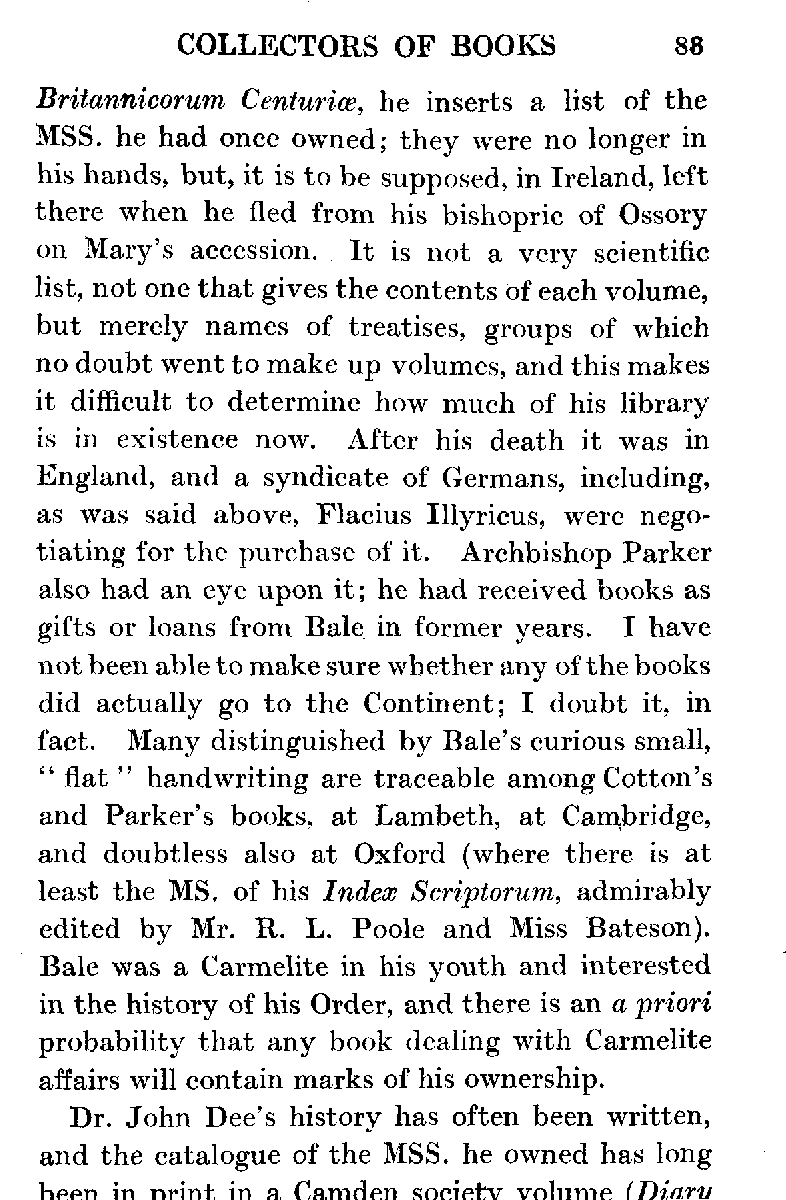 COLLECTORS OF BOOKS 83
Britannicorum Centuriæ, he inserts a list of the
MSS. he had once owned; they were no longer in
his hands, but, it is to be supposed, in Ireland, left
there when he fled from his bishopric of Ossory
on Mary's accession. It is not a very scientific
list, not one that gives the contents of each volume,
but merely names of treatises, groups of which
no doubt went to make up volumes, and this makes
it difficult to determine how much of his library
is in existence now. After his death it was in
England, and a syndicate of Germans, including,
as was said above, Flacius Illyricus, were nego-
tiating for the purchase of it. Archbishop Parker
also had an eye upon it; he had received books as
gifts or loans from Bale in former years. I have
not been able to make sure whether any of the books
did actually go to the Continent; I doubt it, in
fact. Many distinguished by Bale's curious small,
“ flat ” handwriting are traceable among Cotton's
and Parker's books, at Lambeth, at Cambridge,
and doubtless also at Oxford (where there is at
least the MS. of his Index Scriptorum, admirably
edited by Mr. R. L. Poole and Miss Bateson).
Bale was a Carmelite in his youth and interested
in the history of his Order, and there is an a priori
probability that any book dealing with Carmelite
affairs will contain marks of his ownership.
Dr. John Dee's history has often been written,
and the catalogue of the MSS. he owned has long
been in print in a Camden society volume (Diary